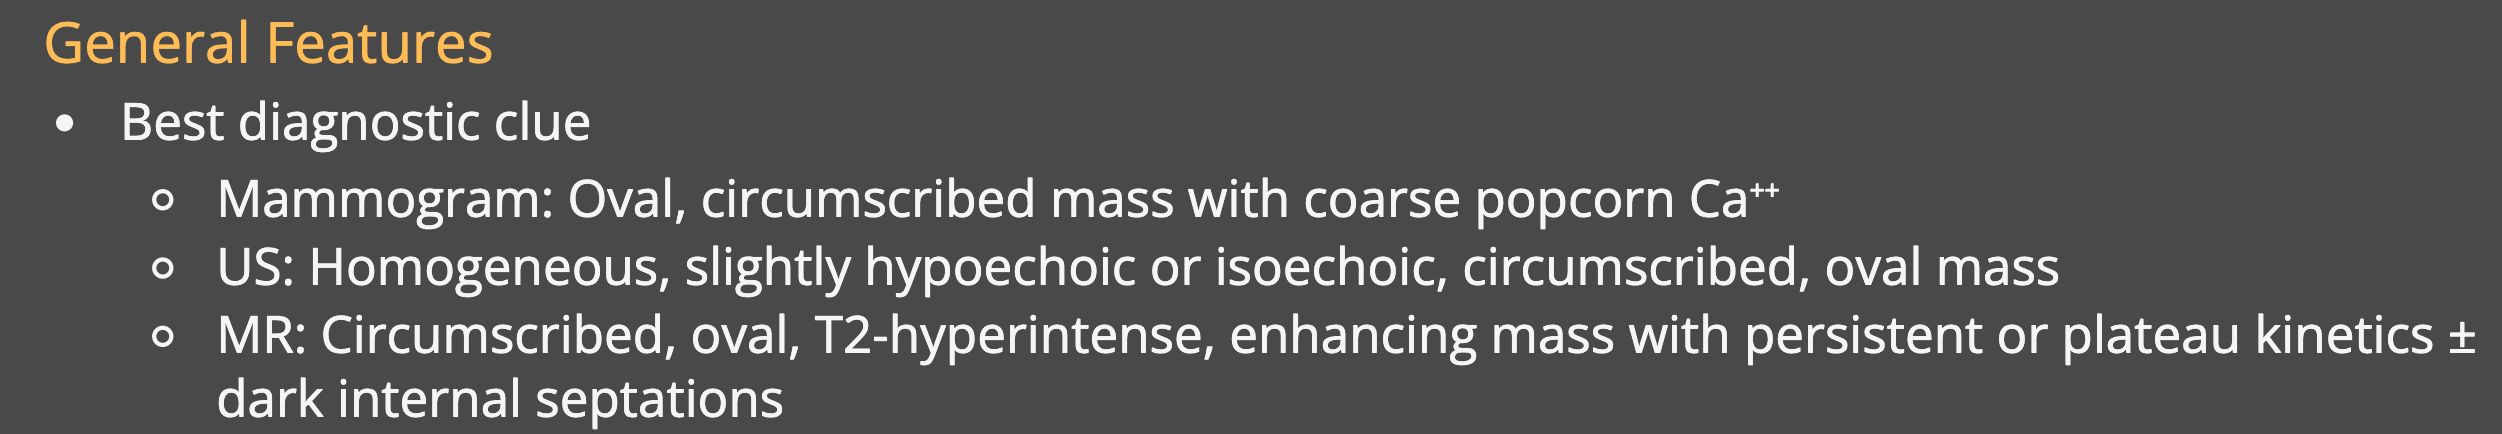 General Features
• Best diagnostic clue
∘ Mammogram: Oval, circumscribed mass with coarse popcorn Ca⁺⁺
∘ US: Homogeneous, slightly hypoechoic or isoechoic, circumscribed, oval mass
∘ MR: Circumscribed, oval, T2-hyperintense, enhancing mass with persistent or plateau kinetics ±
dark internal septations